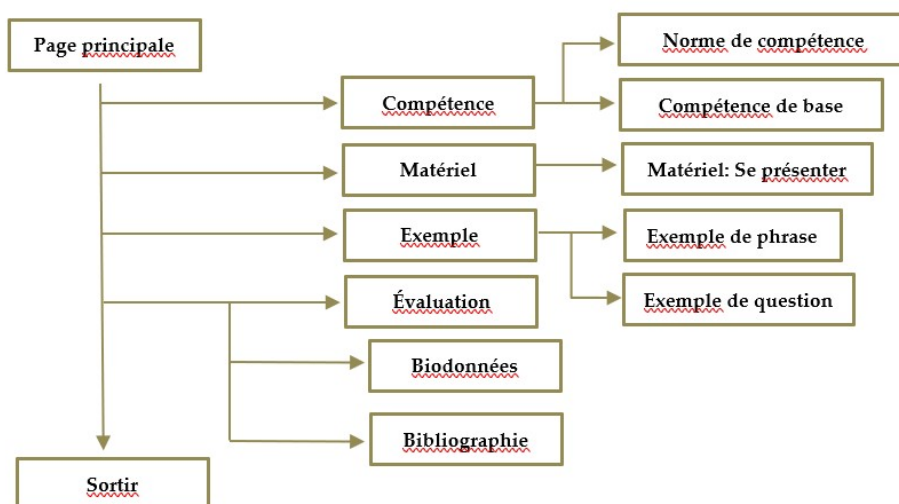 Page principale
Norme de compétence
Compétence
Compétence de base
Matériel
Matériel: Se présenter
Exemple
Exemple de phrase
Exemple de question
Évaluation
Biodonnées
Bibliographie
Sortir